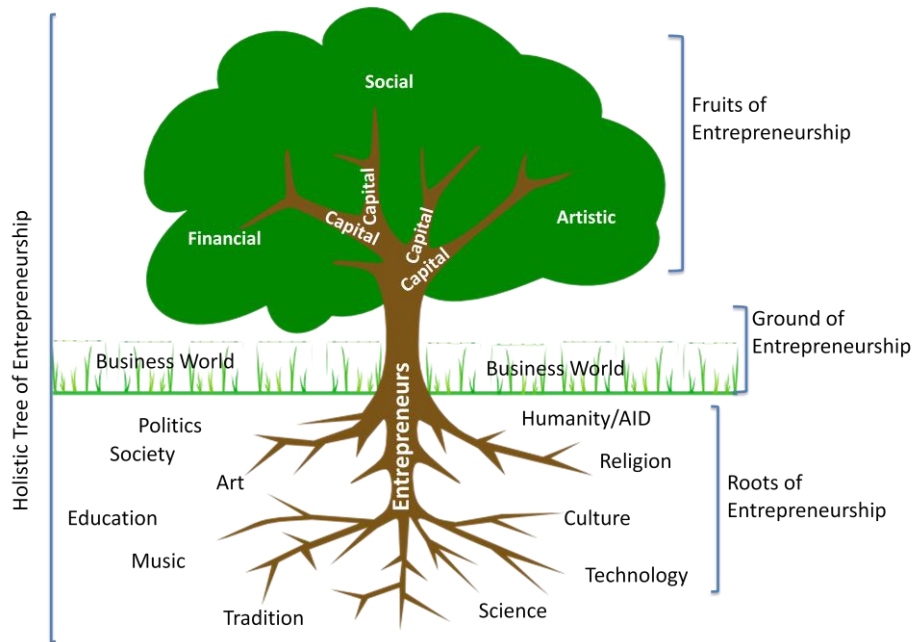 Holistic Tree of Entrepreneurship
Social
Fruits of
Entrepreneurship
Capital
Capital
Capital
Capital
Financial
Artistic
Ground of
Entrepreneurship
Business World
Business World
Entrepreneurs
Politics
Humanity/AID
Society
Religion
Art
Roots of
Entrepreneurship
Education
Culture
Music
Technology
Tradition
Science